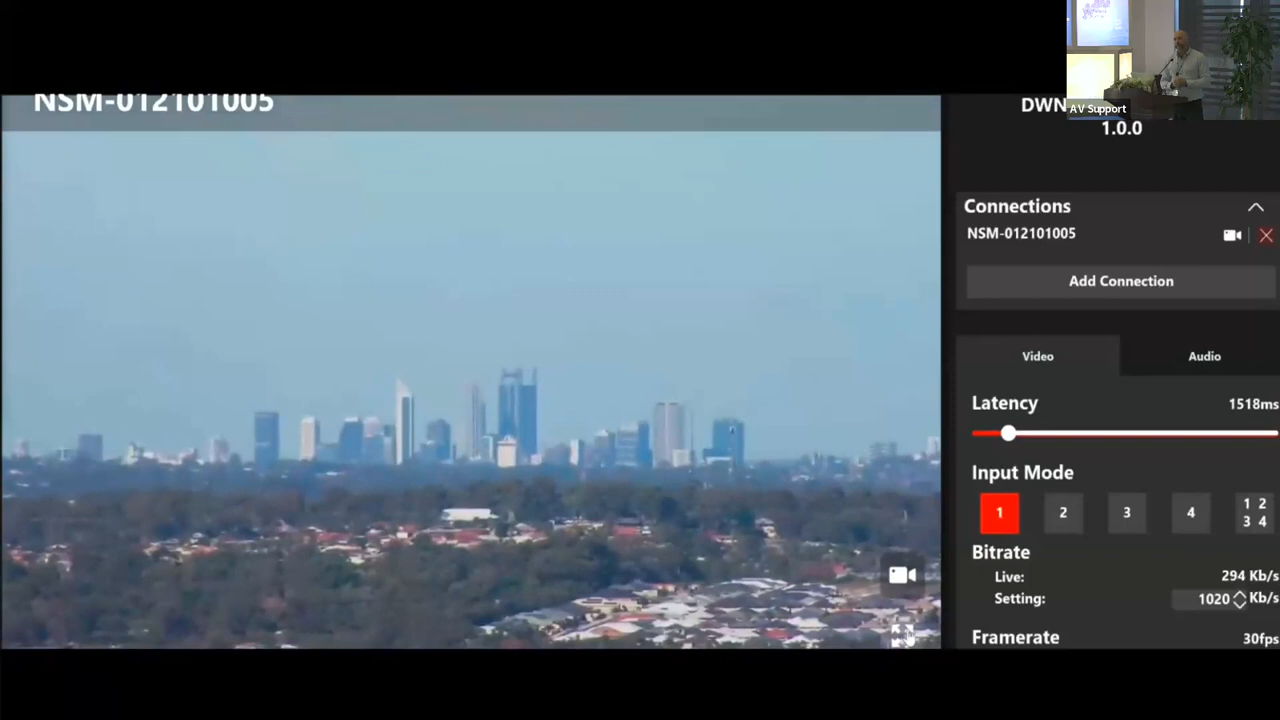 NSM-012101005
DWN
AV Support
1.0.0
Connections
NSM-012101005
Add Connection
Video
Audio
Latency
1518ms
Input Mode
1
2
3
4
1 2
3 4
Bitrate
Live:
294 Kb/s
Setting:
1020 Kb/s
Framerate
30fps